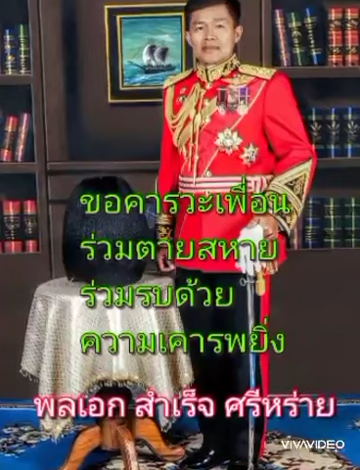 ขอคารวะเพื่อน
ร่วมตายสหาย
ร่วมรบด้วย
ความเคารพยิ่ง
พลเอก สำเร็จ ศรีหร่าย
VIVAVIDEO